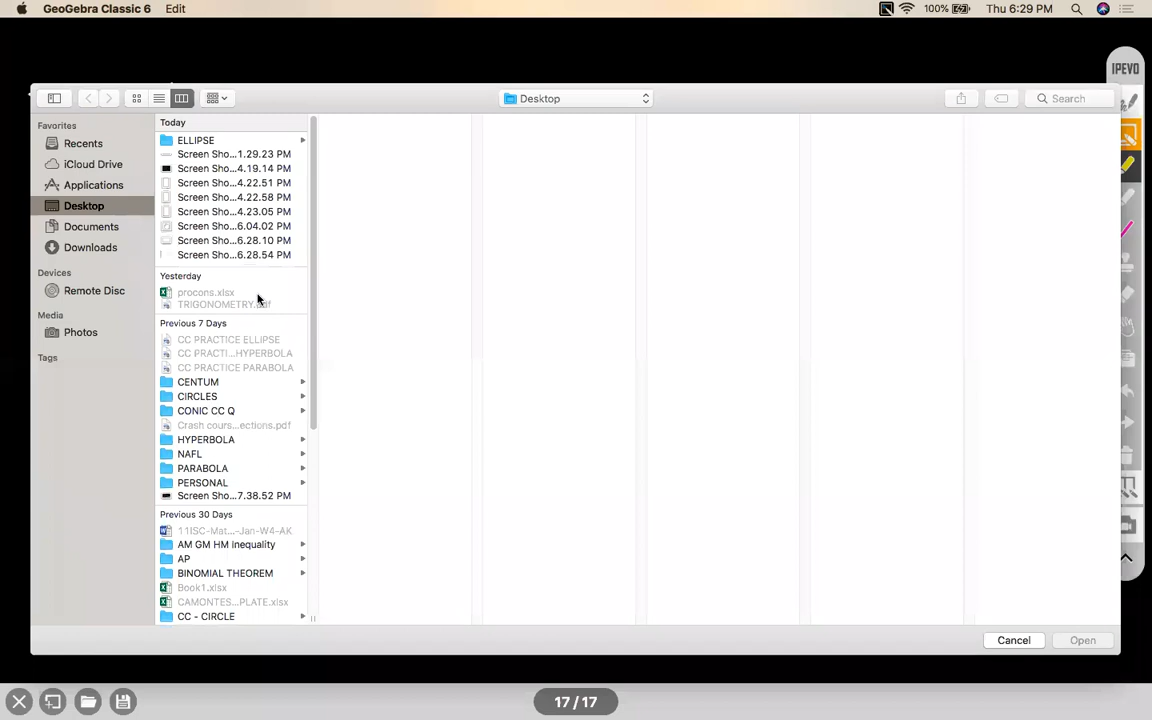 GeoGebra Classic 6 Edit 100% Thu 6:29 PM
IPEVO
Desktop
Search
Favorites
Recents
iCloud Drive
Applications
Desktop
Documents
Downloads
Devices
Remote Disc
Media
Photos
Tags
Today
ELLIPSE
Screen Sho...1.29.23 PM
Screen Sho...4.19.14 PM
Screen Sho...4.22.51 PM
Screen Sho...4.22.58 PM
Screen Sho...4.23.05 PM
Screen Sho...6.04.02 PM
Screen Sho...6.28.10 PM
Screen Sho...6.28.54 PM
Yesterday
procons.xlsx
TRIGONOMETRY.pdf
Previous 7 Days
CC PRACTICE ELLIPSE
CC PRACTI...HYPERBOLA
CC PRACTICE PARABOLA
CENTUM
CIRCLES
CONIC CC Q
Crash cours...ections.pdf
HYPERBOLA
NAFL
PARABOLA
PERSONAL
Screen Sho...7.38.52 PM
Previous 30 Days
11ISC-Mat...-Jan-W4-AK
AM GM HM inequality
AP
BINOMIAL THEOREM
Book1.xlsx
CAMONTES...PLATE.xlsx
CC - CIRCLE
Cancel Open
17 / 17